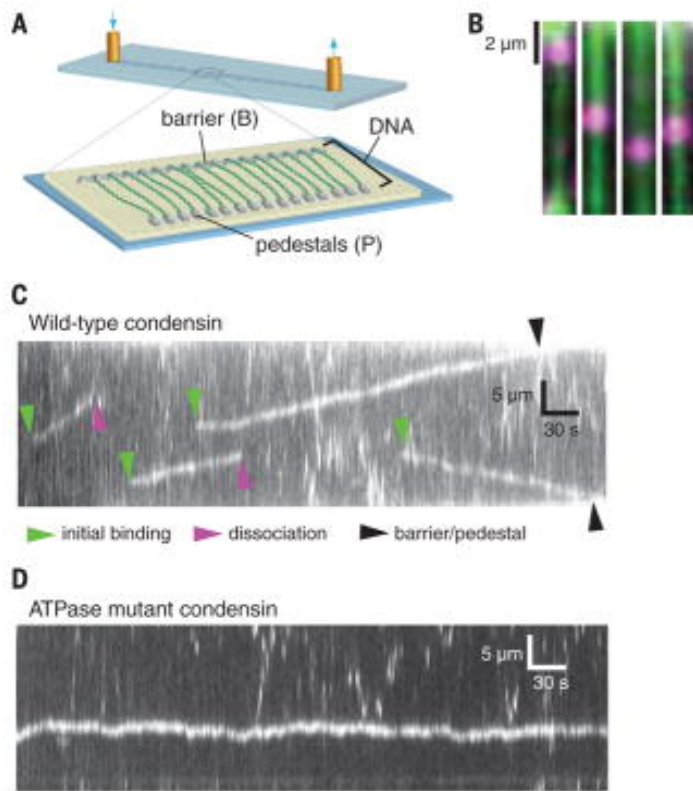 A
barrier (B)
DNA
pedestals (P)
B
2 μm
C
Wild-type condensin
5 μm
30 s
initial binding
dissociation
barrier/pedestal
D
ATPase mutant condensin
5 μm
30 s